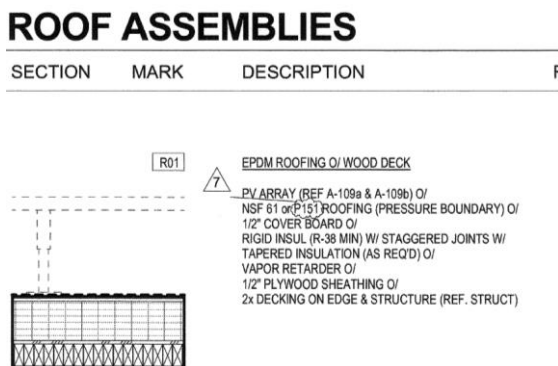 ROOF ASSEMBLIES
SECTION MARK DESCRIPTION
R01 EPDM ROOFING O/ WOOD DECK
7
PV ARRAY (REF A-109a & A-109b) O/
NSF 61 or P151 ROOFING (PRESSURE BOUNDARY) O/
1/2" COVER BOARD O/
RIGID INSUL (R-38 MIN) W/ STAGGERED JOINTS W/
TAPERED INSULATION (AS REQ'D) O/
VAPOR RETARDER O/
1/2" PLYWOOD SHEATHING O/
2x DECKING ON EDGE & STRUCTURE (REF. STRUCT)